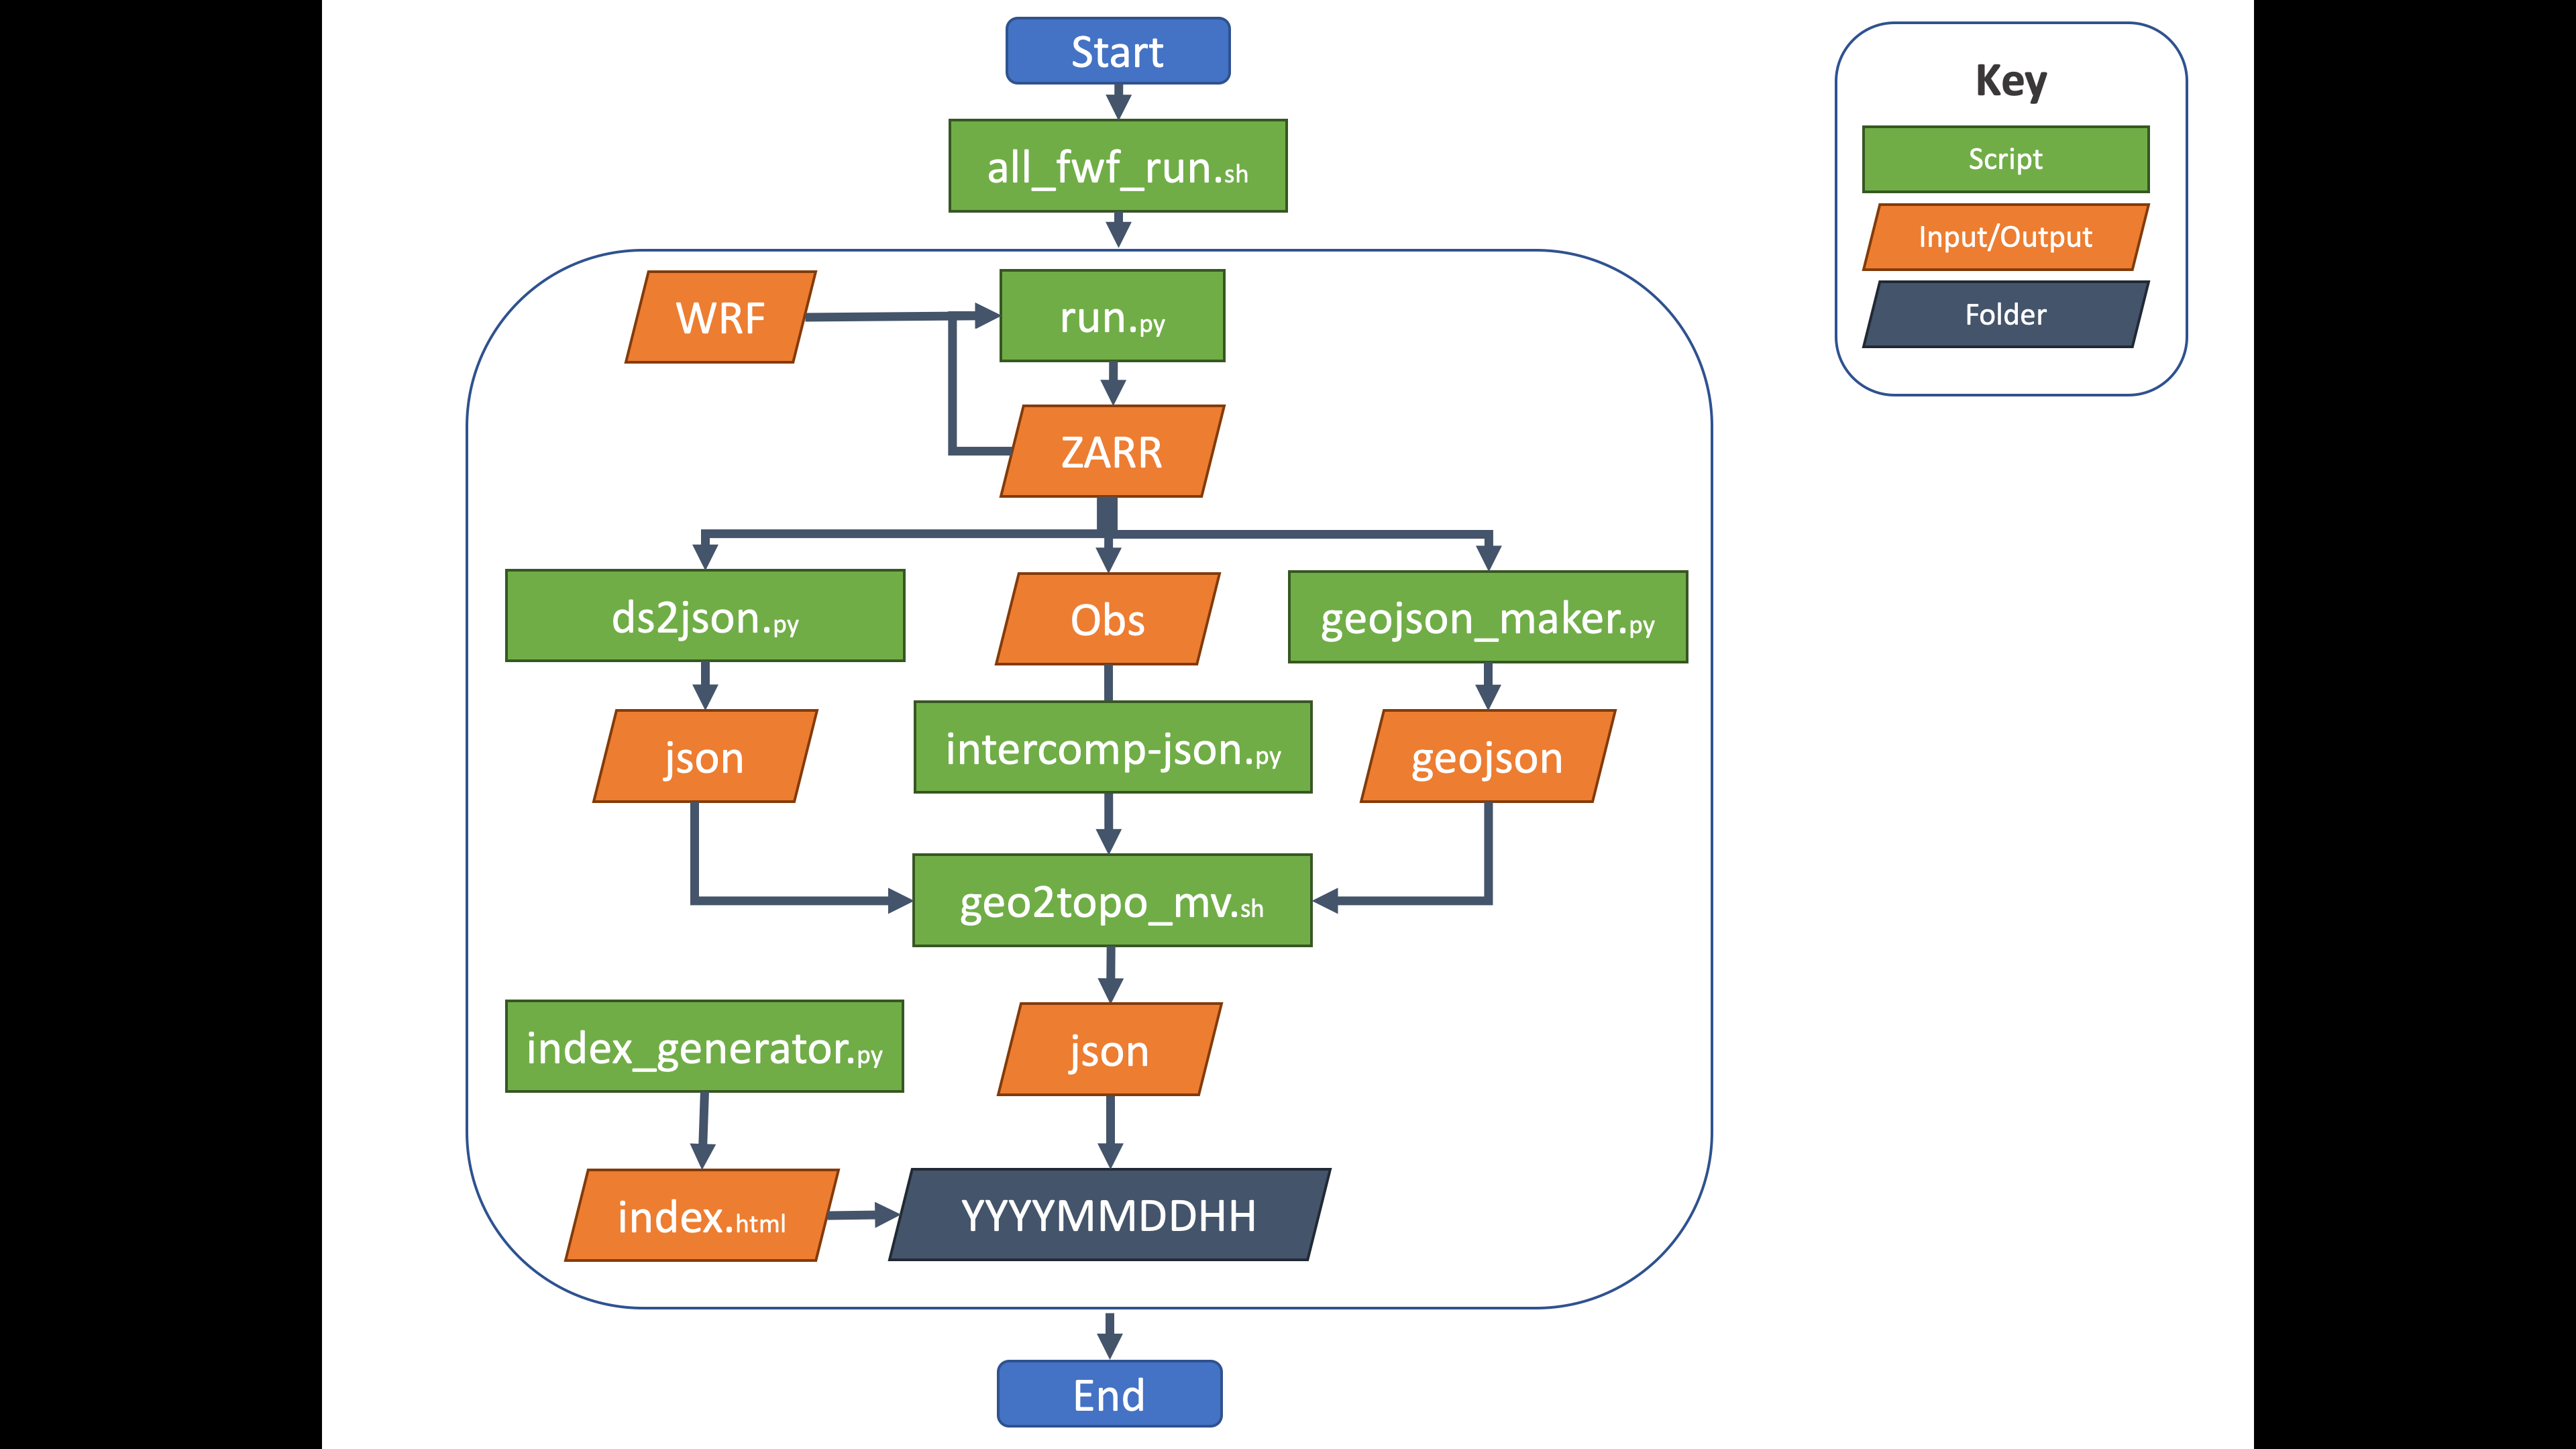 Start
all_fwf_run.sh
WRF
run.py
ZARR
ds2json.py
Obs
geojson_maker.py
json
intercomp-json.py
geojson
geo2topo_mv.sh
index_generator.py
json
index.html
YYYYMMDDHH
End
Key
Script
Input/Output
Folder